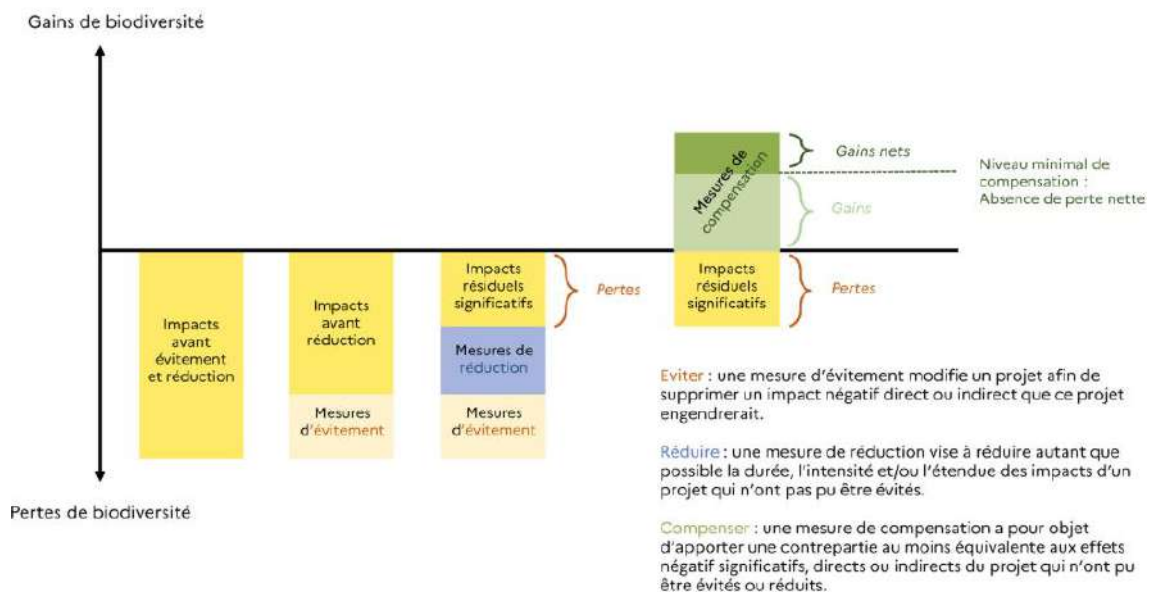 Gains de biodiversité
Mesures de
compensation
Gains nets
Niveau minimal de
compensation :
Absence de perte nette
Gains
Impacts
avant
évitement
et réduction
Impacts
avant
réduction
Mesures
d'évitement
Impacts
résiduels
significatifs
Pertes
Mesures de
réduction
Mesures
d'évitement
Impacts
résiduels
significatifs
Pertes
Pertes de biodiversité
Eviter : une mesure d'évitement modifie un projet afin de
supprimer un impact négatif direct ou indirect que ce projet
engendrerait.
Réduire : une mesure de réduction vise à réduire autant que
possible la durée, l'intensité et/ou l'étendue des impacts d'un
projet qui n'ont pas pu être évités.
Compenser : une mesure de compensation a pour objet
d'apporter une contrepartie au moins équivalente aux effets
négatif significatifs, directs ou indirects du projet qui n'ont pu
être évités ou réduits.